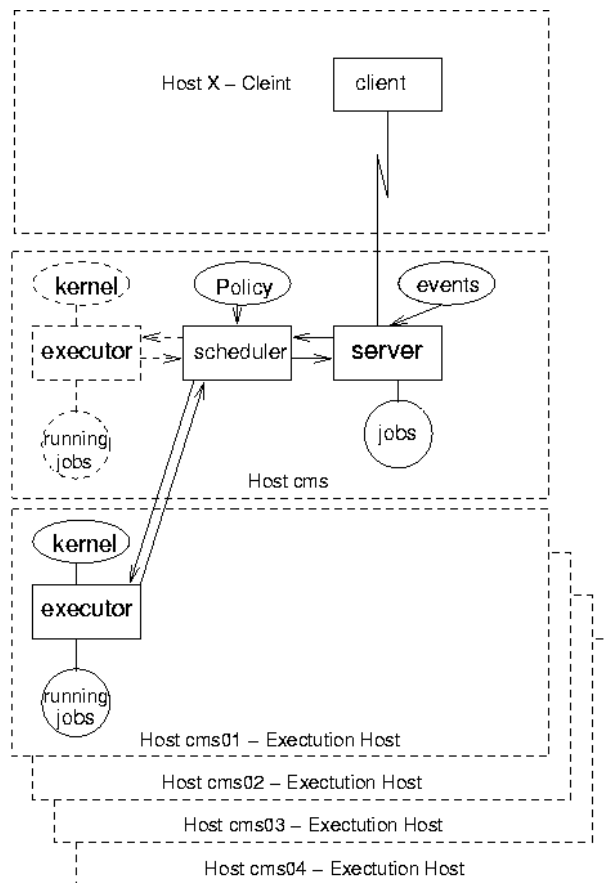 Host X – Cleint
client
kernel
Policy
events
executor
scheduler
server
running
jobs
jobs
Host cms
kernel
executor
running
jobs
Host cms01 – Exectution Host
Host cms02 – Exectution Host
Host cms03 – Exectution Host
Host cms04 – Exectution Host